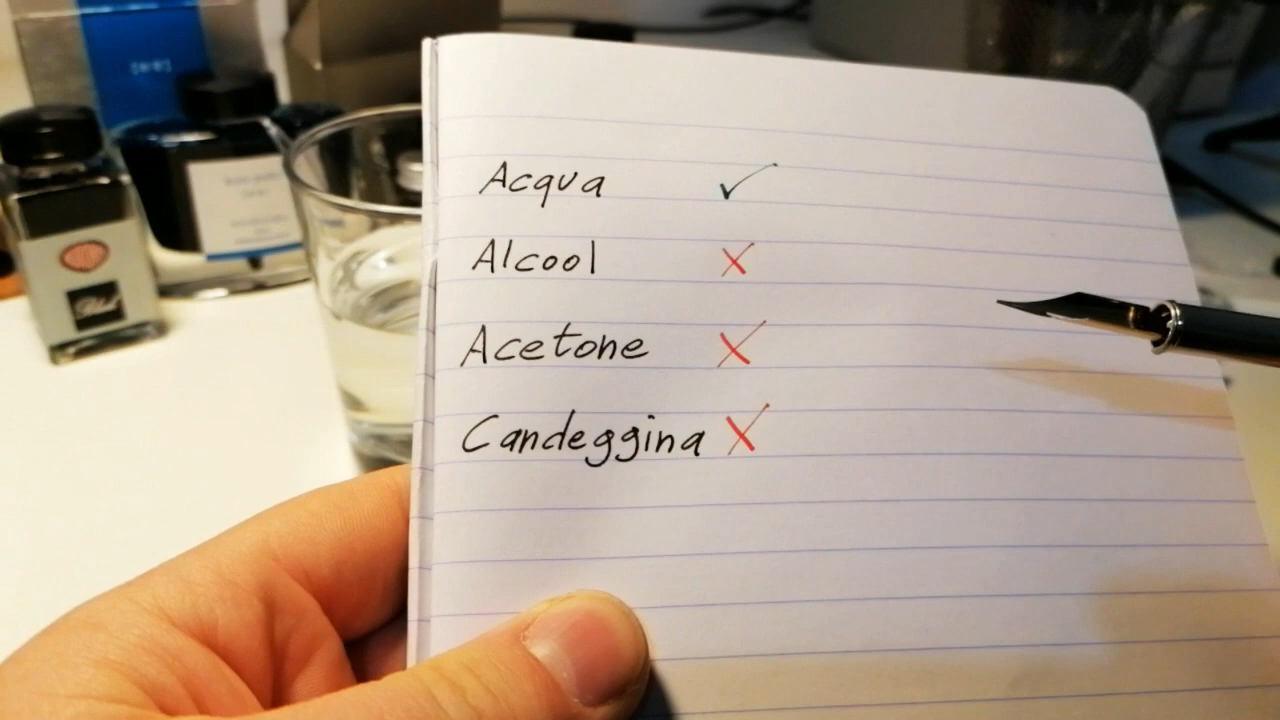 Acqua ✓
Alcool ✗
Acetone ✗
Candeggina ✗